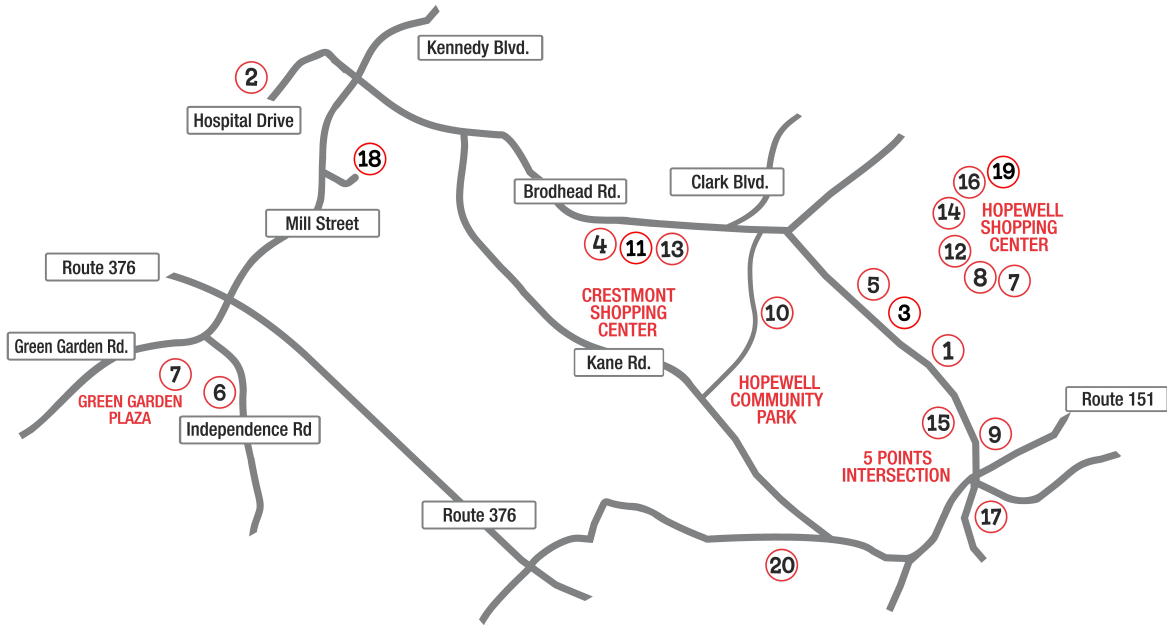 Kennedy Blvd.
2
Hospital Drive
18
Clark Blvd.
Brodhead Rd.
16
19
14
HOPEWELL
SHOPPING
CENTER
Mill Street
4
11
13
12
8
7
Route 376
5
3
CRESTMONT
SHOPPING
CENTER
10
Green Garden Rd.
1
Kane Rd.
7
6
GREEN GARDEN
PLAZA
HOPEWELL
COMMUNITY
PARK
Route 151
Independence Rd
15
9
5 POINTS
INTERSECTION
Route 376
17
20